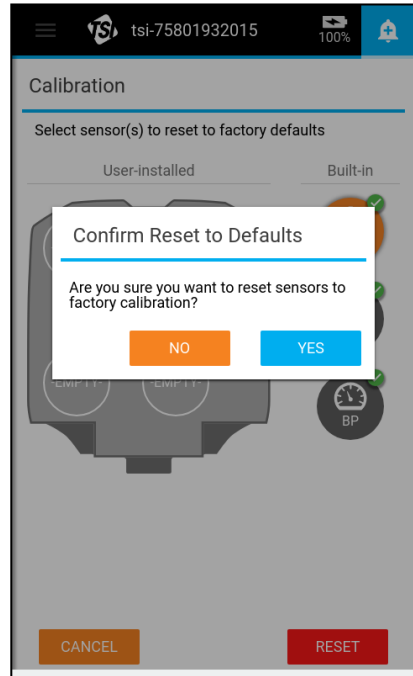 TSI tsi-75801932015
100%
Calibration
Select sensor(s) to reset to factory defaults
User-installed Built-in
Confirm Reset to Defaults
Are you sure you want to reset sensors to
factory calibration?
NO YES
-EMPTY- -EMPTY-
BP
CANCEL RESET